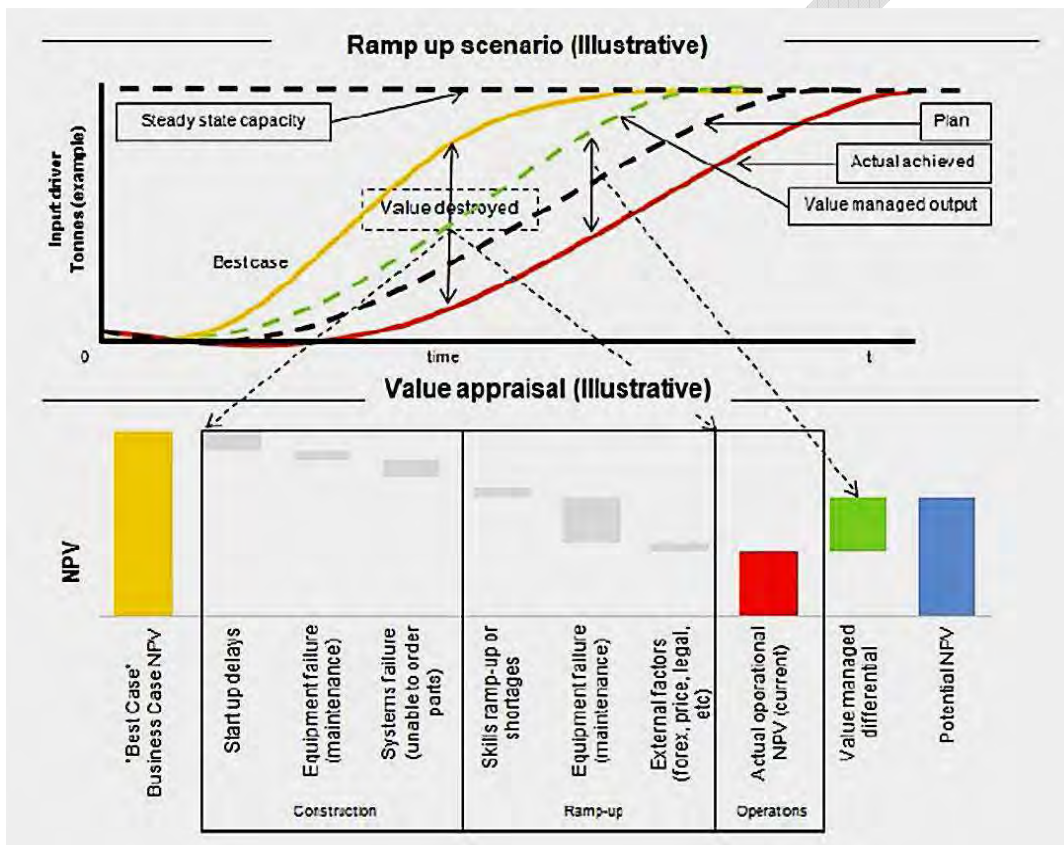 Ramp up scenario (Illustrative)
Steady state capacity
Plan
Actual achieved
Value managed output
Value destroyed
Best case
Input driver
Tonnes (example)
0
time
t
Value appraisal (Illustrative)
NPV
"Best Case"
Business Case NPV
Start up delays
Equipment failure
(maintenance)
Systems failure
(unable to order
parts)
Skills ramp-up or
shortages
Equipment failure
(maintenance)
External factors
(forex, price, legal,
etc)
Actual oporational
NPV (current)
Value managed
differential
Potential NPV
Construction
Ramp-up
Operations